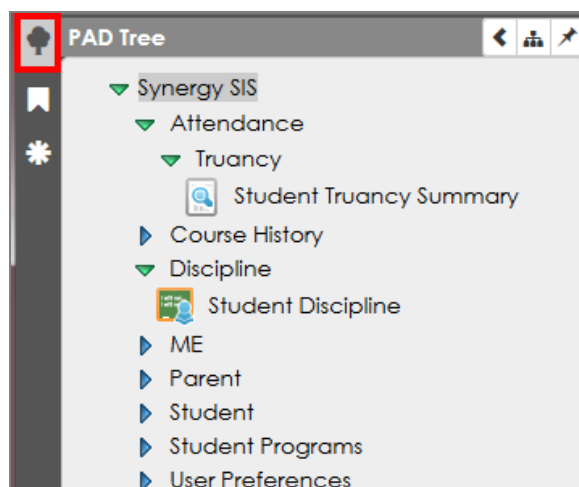 PAD Tree
Synergy SIS
Attendance
Truancy
Student Truancy Summary
Course History
Discipline
Student Discipline
ME
Parent
Student
Student Programs
User Preferences